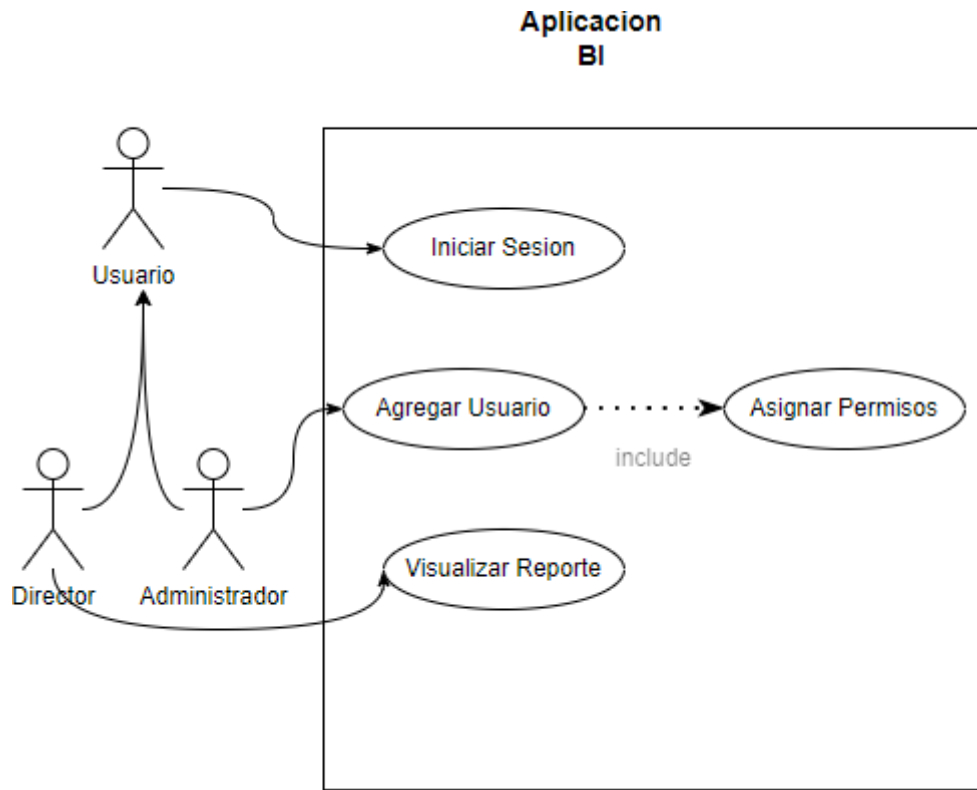 Aplicacion
BI
Usuario
Iniciar Sesion
Agregar Usuario
Asignar Permisos
include
Director
Administrador
Visualizar Reporte